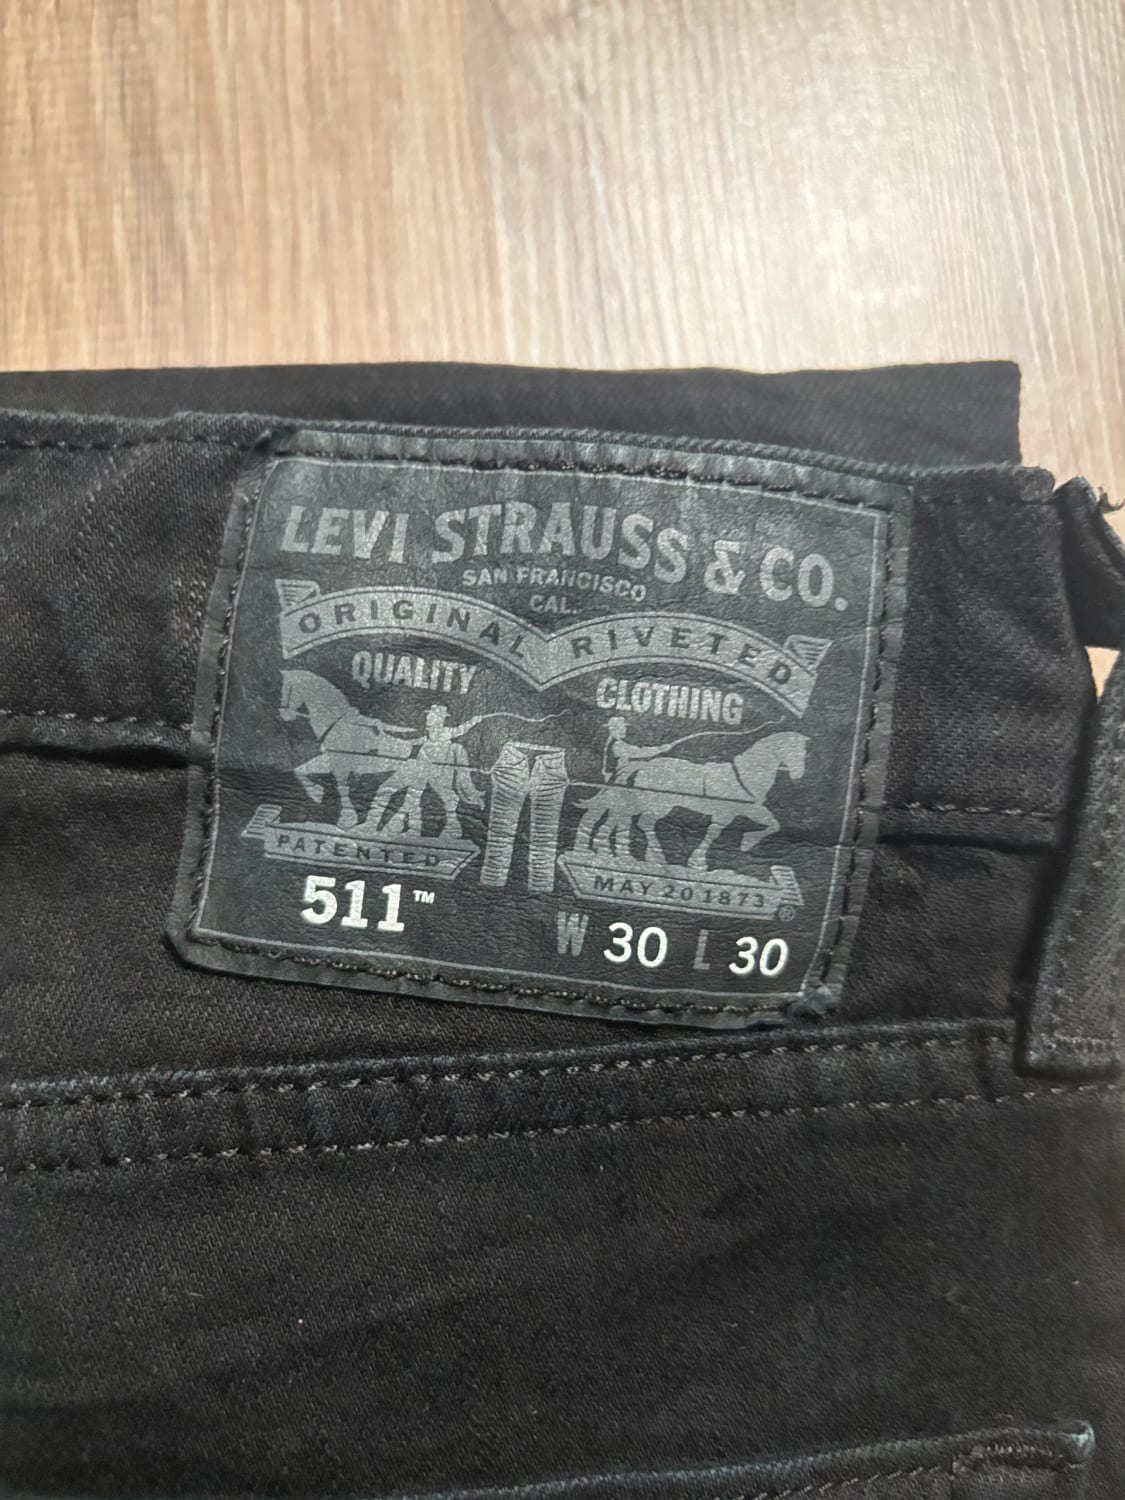 LEVI STRAUSS & CO.
SAN FRANCISCO
CAL.
ORIGINAL RIVETED
QUALITY CLOTHING
PATENTED MAY 20 1873 ®
511™ W 30 L 30